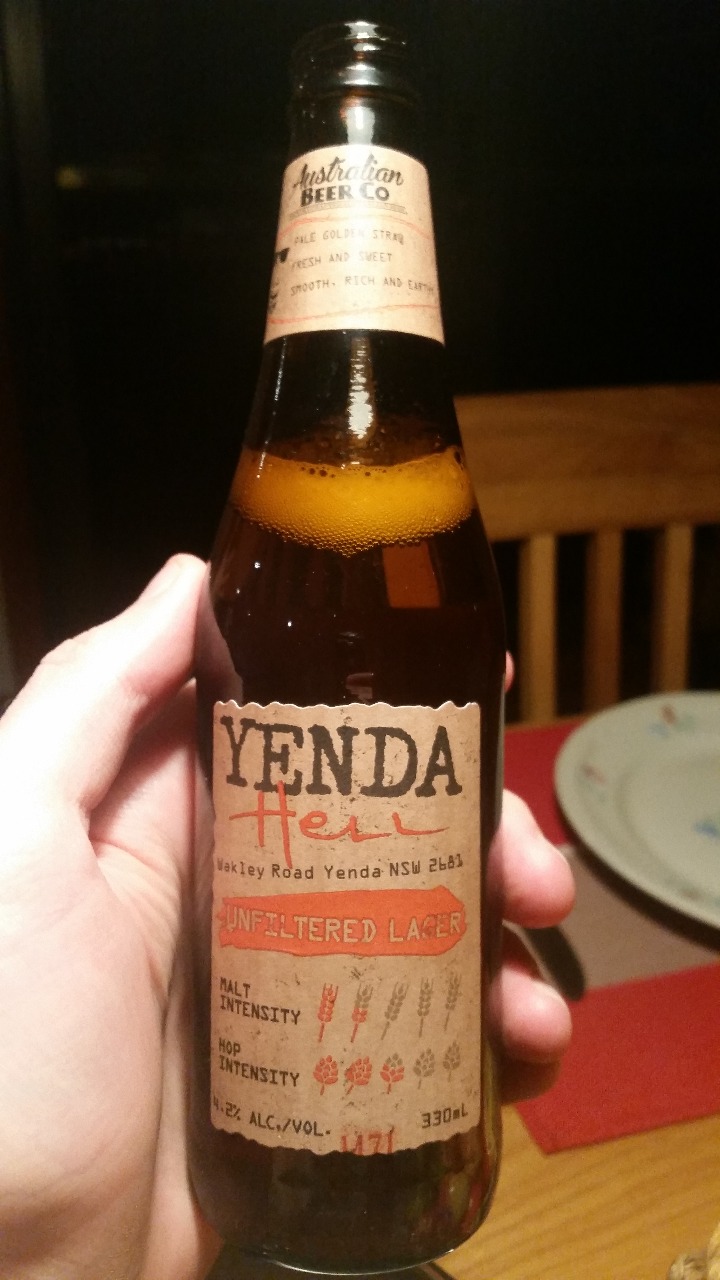 Australian
BEER CO
PALE GOLDEN STRAW
FRESH AND SWEET
SMOOTH, RICH AND EARTHY
YENDA
Hell
Wakley Road Yenda NSW 2681
UNFILTERED LAGER
MALT
INTENSITY
HOP
INTENSITY
4.2% ALC./VOL.
330mL